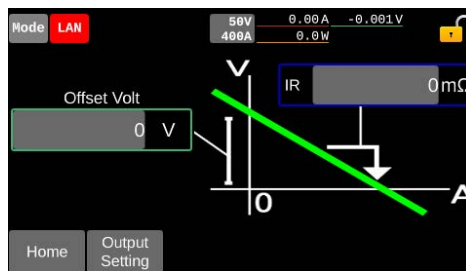 Mode LAN 50V 0.00A -0.001V
400A 0.0W
V
IR 0mΩ
Offset Volt
0 V
0
A
Home Output
Setting